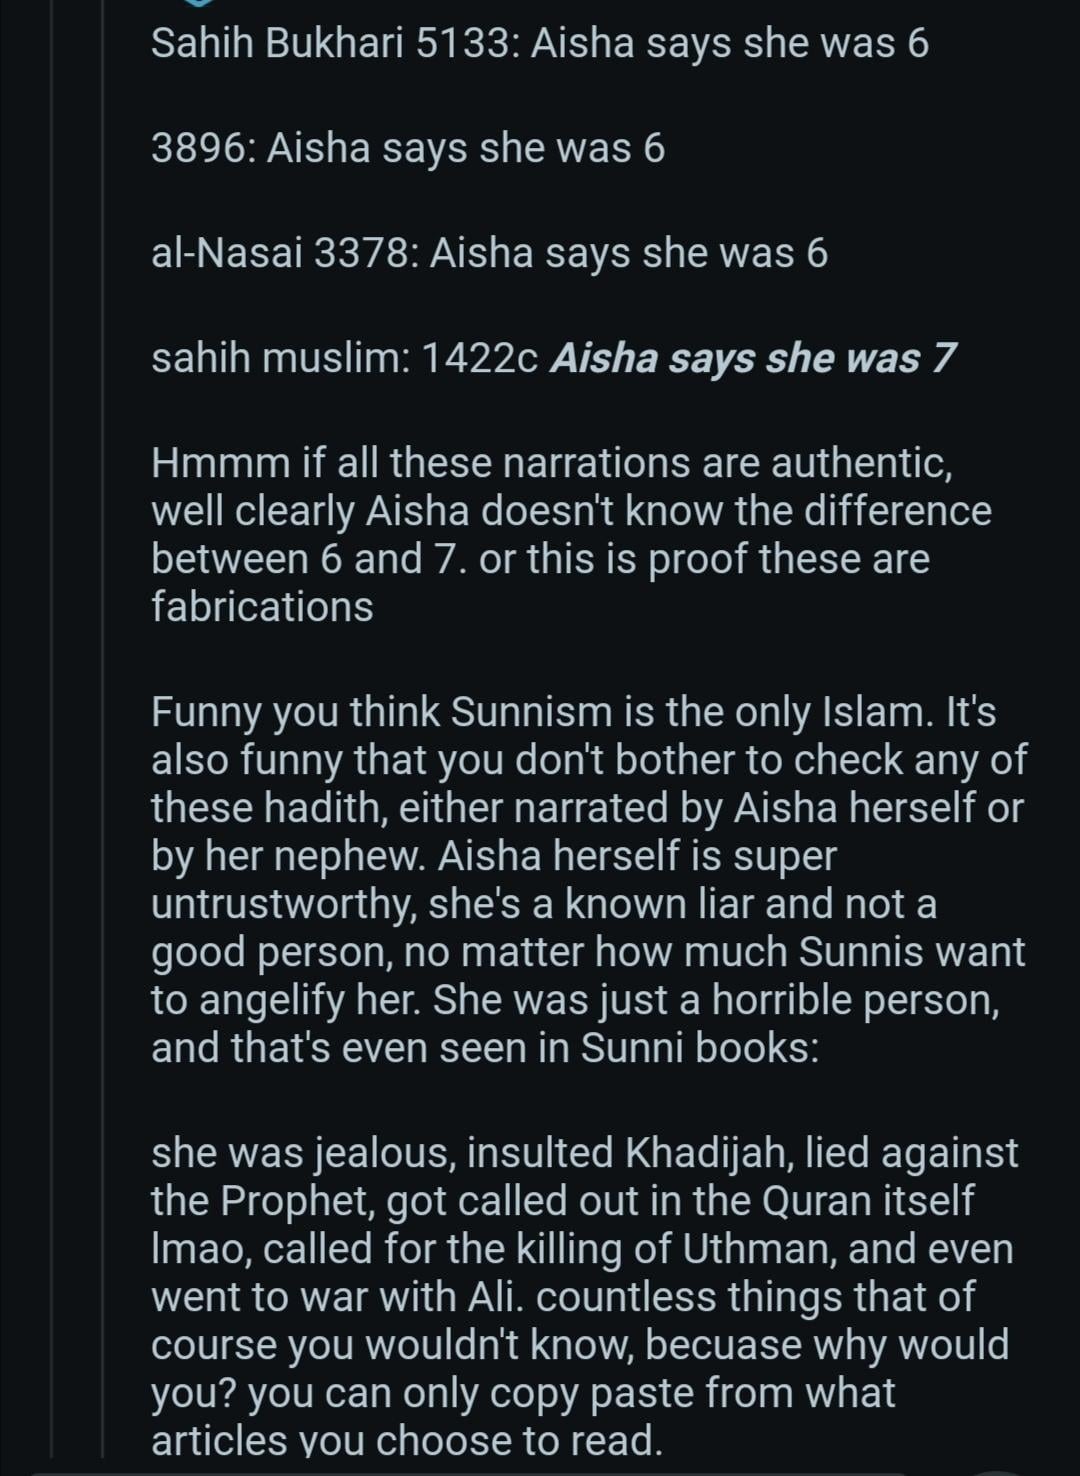 Sahih Bukhari 5133: Aisha says she was 6
3896: Aisha says she was 6
al-Nasai 3378: Aisha says she was 6
sahih muslim: 1422c Aisha says she was 7
Hmmm if all these narrations are authentic,
well clearly Aisha doesn't know the difference
between 6 and 7. or this is proof these are
fabrications
Funny you think Sunnism is the only Islam. It's
also funny that you don't bother to check any of
these hadith, either narrated by Aisha herself or
by her nephew. Aisha herself is super
untrustworthy, she's a known liar and not a
good person, no matter how much Sunnis want
to angelify her. She was just a horrible person,
and that's even seen in Sunni books:
she was jealous, insulted Khadijah, lied against
the Prophet, got called out in the Quran itself
lmao, called for the killing of Uthman, and even
went to war with Ali. countless things that of
course you wouldn't know, becuase why would
you? you can only copy paste from what
articles you choose to read.